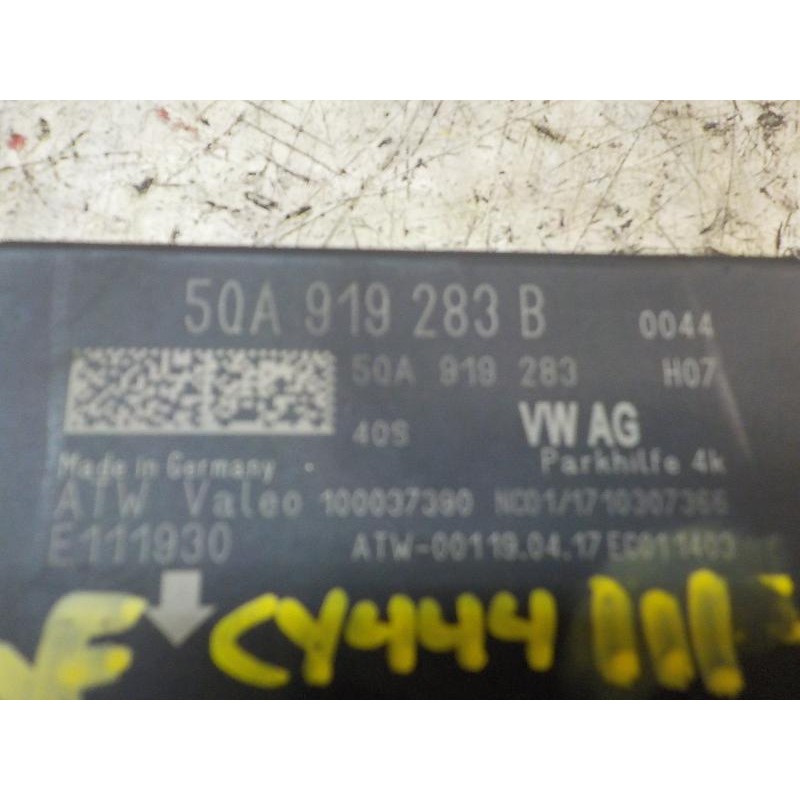 5QA 919 283 B 0044
5QA 919 283 H07
40S VW AG
Made in Germany Parkhilfe 4k
ATW Valeo 100037390 NC01/1710307366
E111930 ATW-00119.04.17 EC011403
CY444